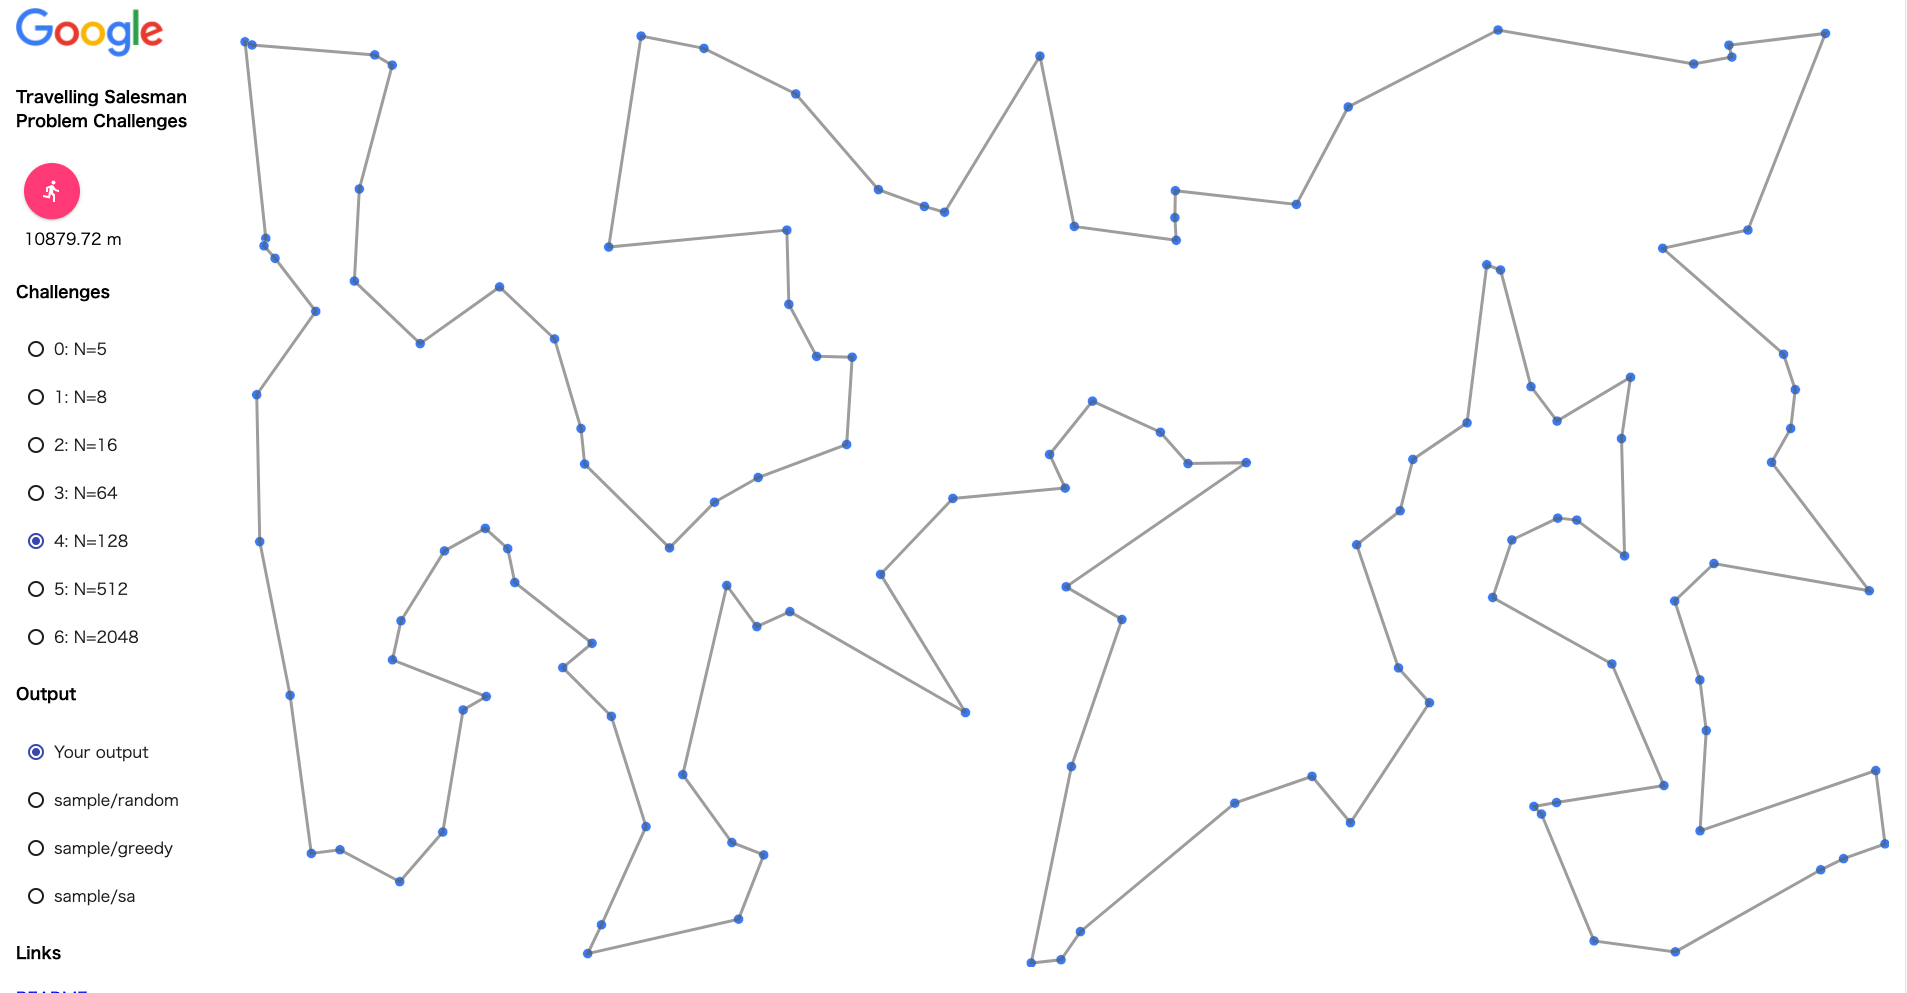 Google
Travelling Salesman
Problem Challenges
10879.72 m
Challenges
0: N=5
1: N=8
2: N=16
3: N=64
4: N=128
5: N=512
6: N=2048
Output
Your output
sample/random
sample/greedy
sample/sa
Links
README